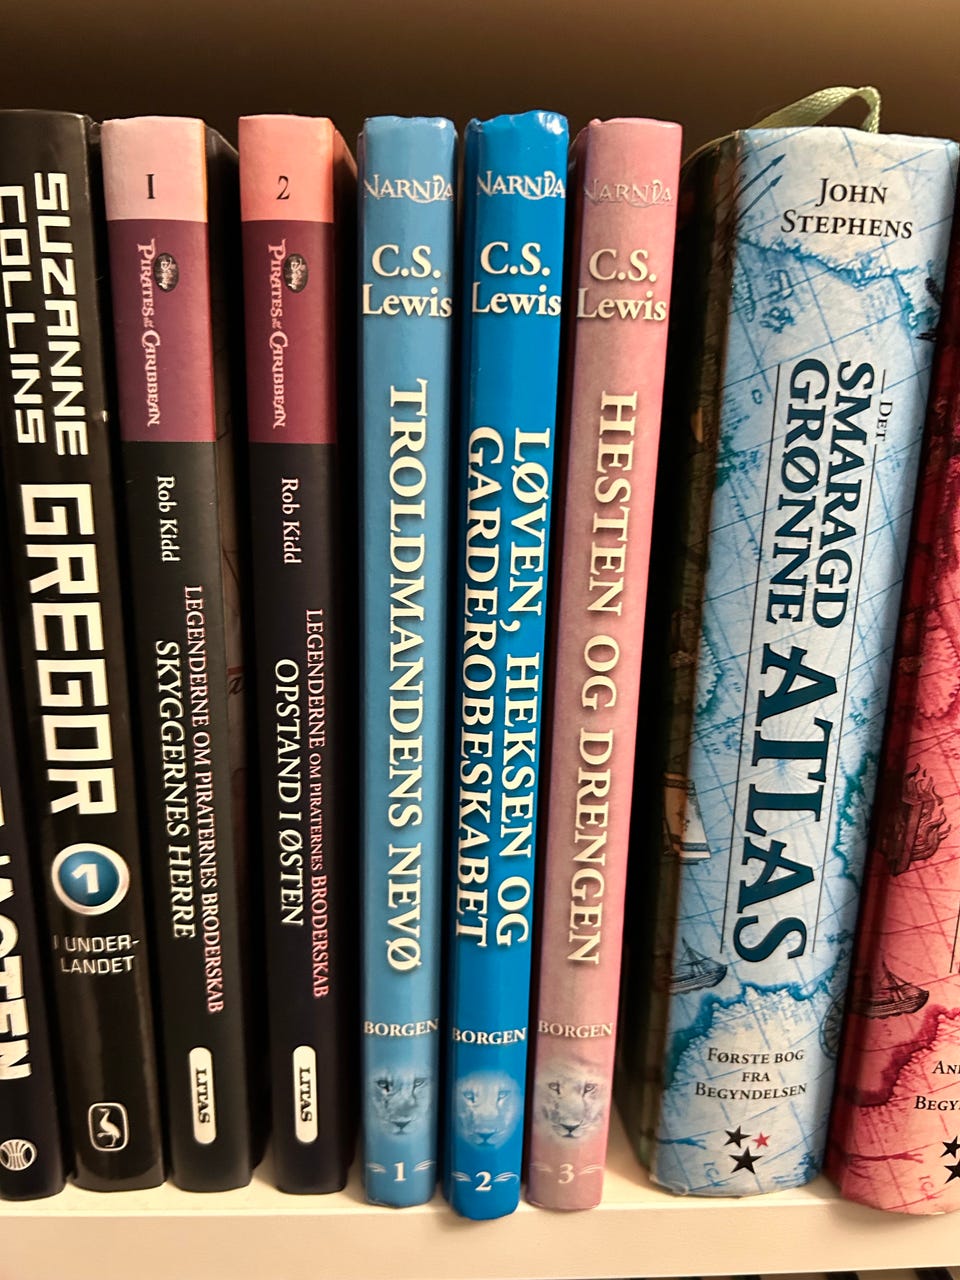 SUZANNE
COLLINS
GREGOR
1
I UNDER-
LANDET
1
Disney
PIRATES of the CARIBBEAN
Rob Kidd
LEGENDERNE OM PIRATERNES BRODERSKAB
SKYGGERNES HERRE
LITAS
2
Disney
PIRATES of the CARIBBEAN
Rob Kidd
LEGENDERNE OM PIRATERNES BRODERSKAB
OPSTAND I ØSTEN
LITAS
NARNIA
C.S.
Lewis
TROLDMANDENS NEVØ
BORGEN
1
NARNIA
C.S.
Lewis
LØVEN, HEKSEN OG
GARDEROBESKABET
BORGEN
2
NARNIA
C.S.
Lewis
HESTEN OG DRENGEN
BORGEN
3
JOHN
STEPHENS
DET
SMARAGD
GRØNNE
ATLAS
FØRSTE BOG
FRA
BEGYNDELSEN